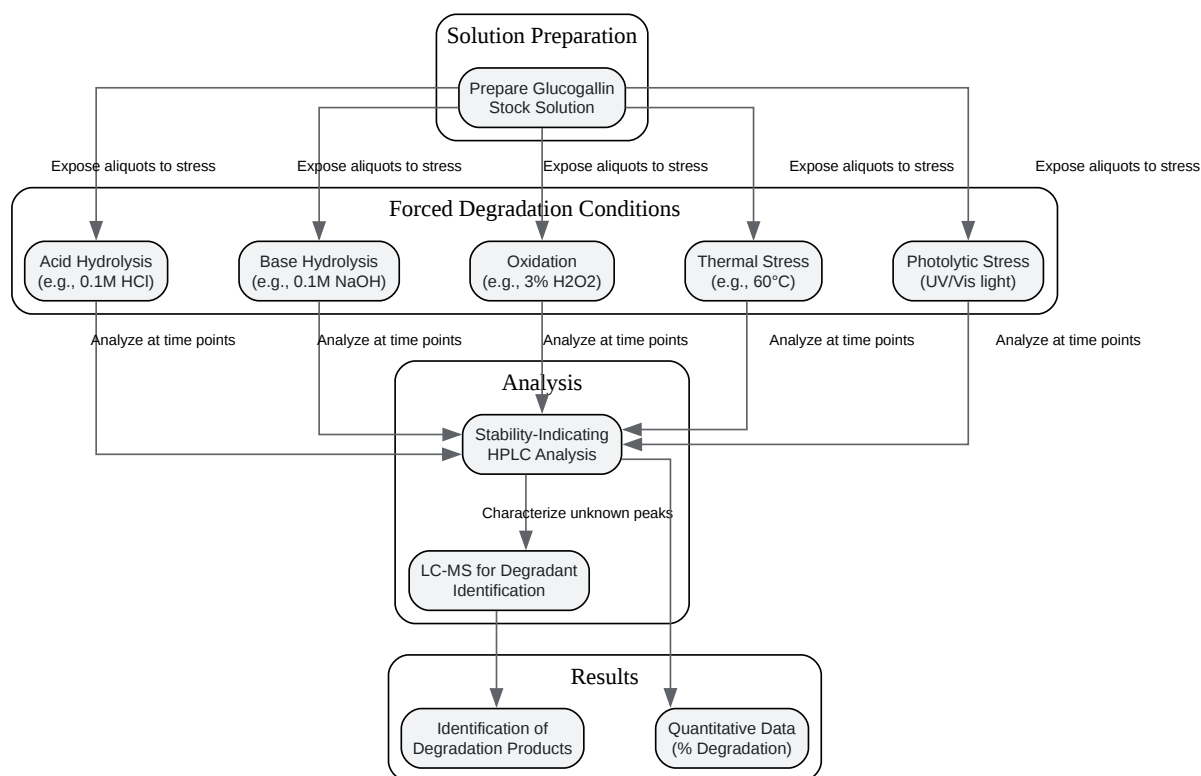 Solution Preparation
Prepare Glucogallin
Stock Solution
Expose aliquots to stress
Expose aliquots to stress
Expose aliquots to stress
Expose aliquots to stress
Expose aliquots to stress
Forced Degradation Conditions
Acid Hydrolysis
(e.g., 0.1M HCl)
Base Hydrolysis
(e.g., 0.1M NaOH)
Oxidation
(e.g., 3% H2O2)
Thermal Stress
(e.g., 60°C)
Photolytic Stress
(UV/Vis light)
Analyze at time points
Analyze at time points
Analyze at time points
Analyze at time points
Analyze at time points
Analysis
Stability-Indicating
HPLC Analysis
Characterize unknown peaks
LC-MS for Degradant
Identification
Results
Identification of
Degradation Products
Quantitative Data
(% Degradation)